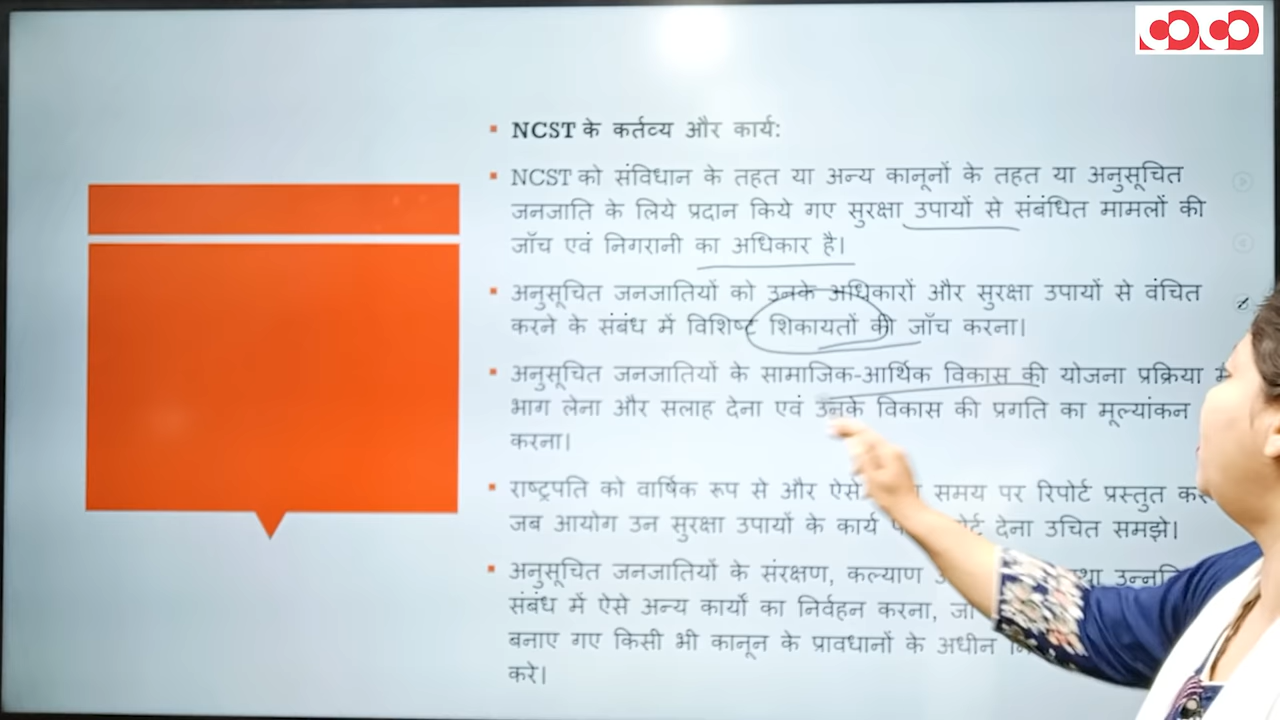 NCST के कर्तव्य और कार्य:
NCST को संविधान के तहत या अन्य कानूनों के तहत या अनुसूचित
जनजाति के लिये प्रदान किये गए सुरक्षा उपायों से संबंधित मामलों की
जाँच एवं निगरानी का अधिकार है।
अनुसूचित जनजातियों को उनके अधिकारों और सुरक्षा उपायों से वंचित
करने के संबंध में विशिष्ट शिकायतों की जाँच करना।
अनुसूचित जनजातियों के सामाजिक-आर्थिक विकास की योजना प्रक्रिया
भाग लेना और सलाह देना एवं उनके विकास की प्रगति का मूल्यांकन
करना।
राष्ट्रपति को वार्षिक रूप से और ऐसे समय पर रिपोर्ट प्रस्तुत
जब आयोग उन सुरक्षा उपायों के कार्य देना उचित समझे।
अनुसूचित जनजातियों के संरक्षण, कल्याण
संबंध में ऐसे अन्य कार्यों का निर्वहन करना,
बनाए गए किसी भी कानून के प्रावधानों के अधीन
करे।